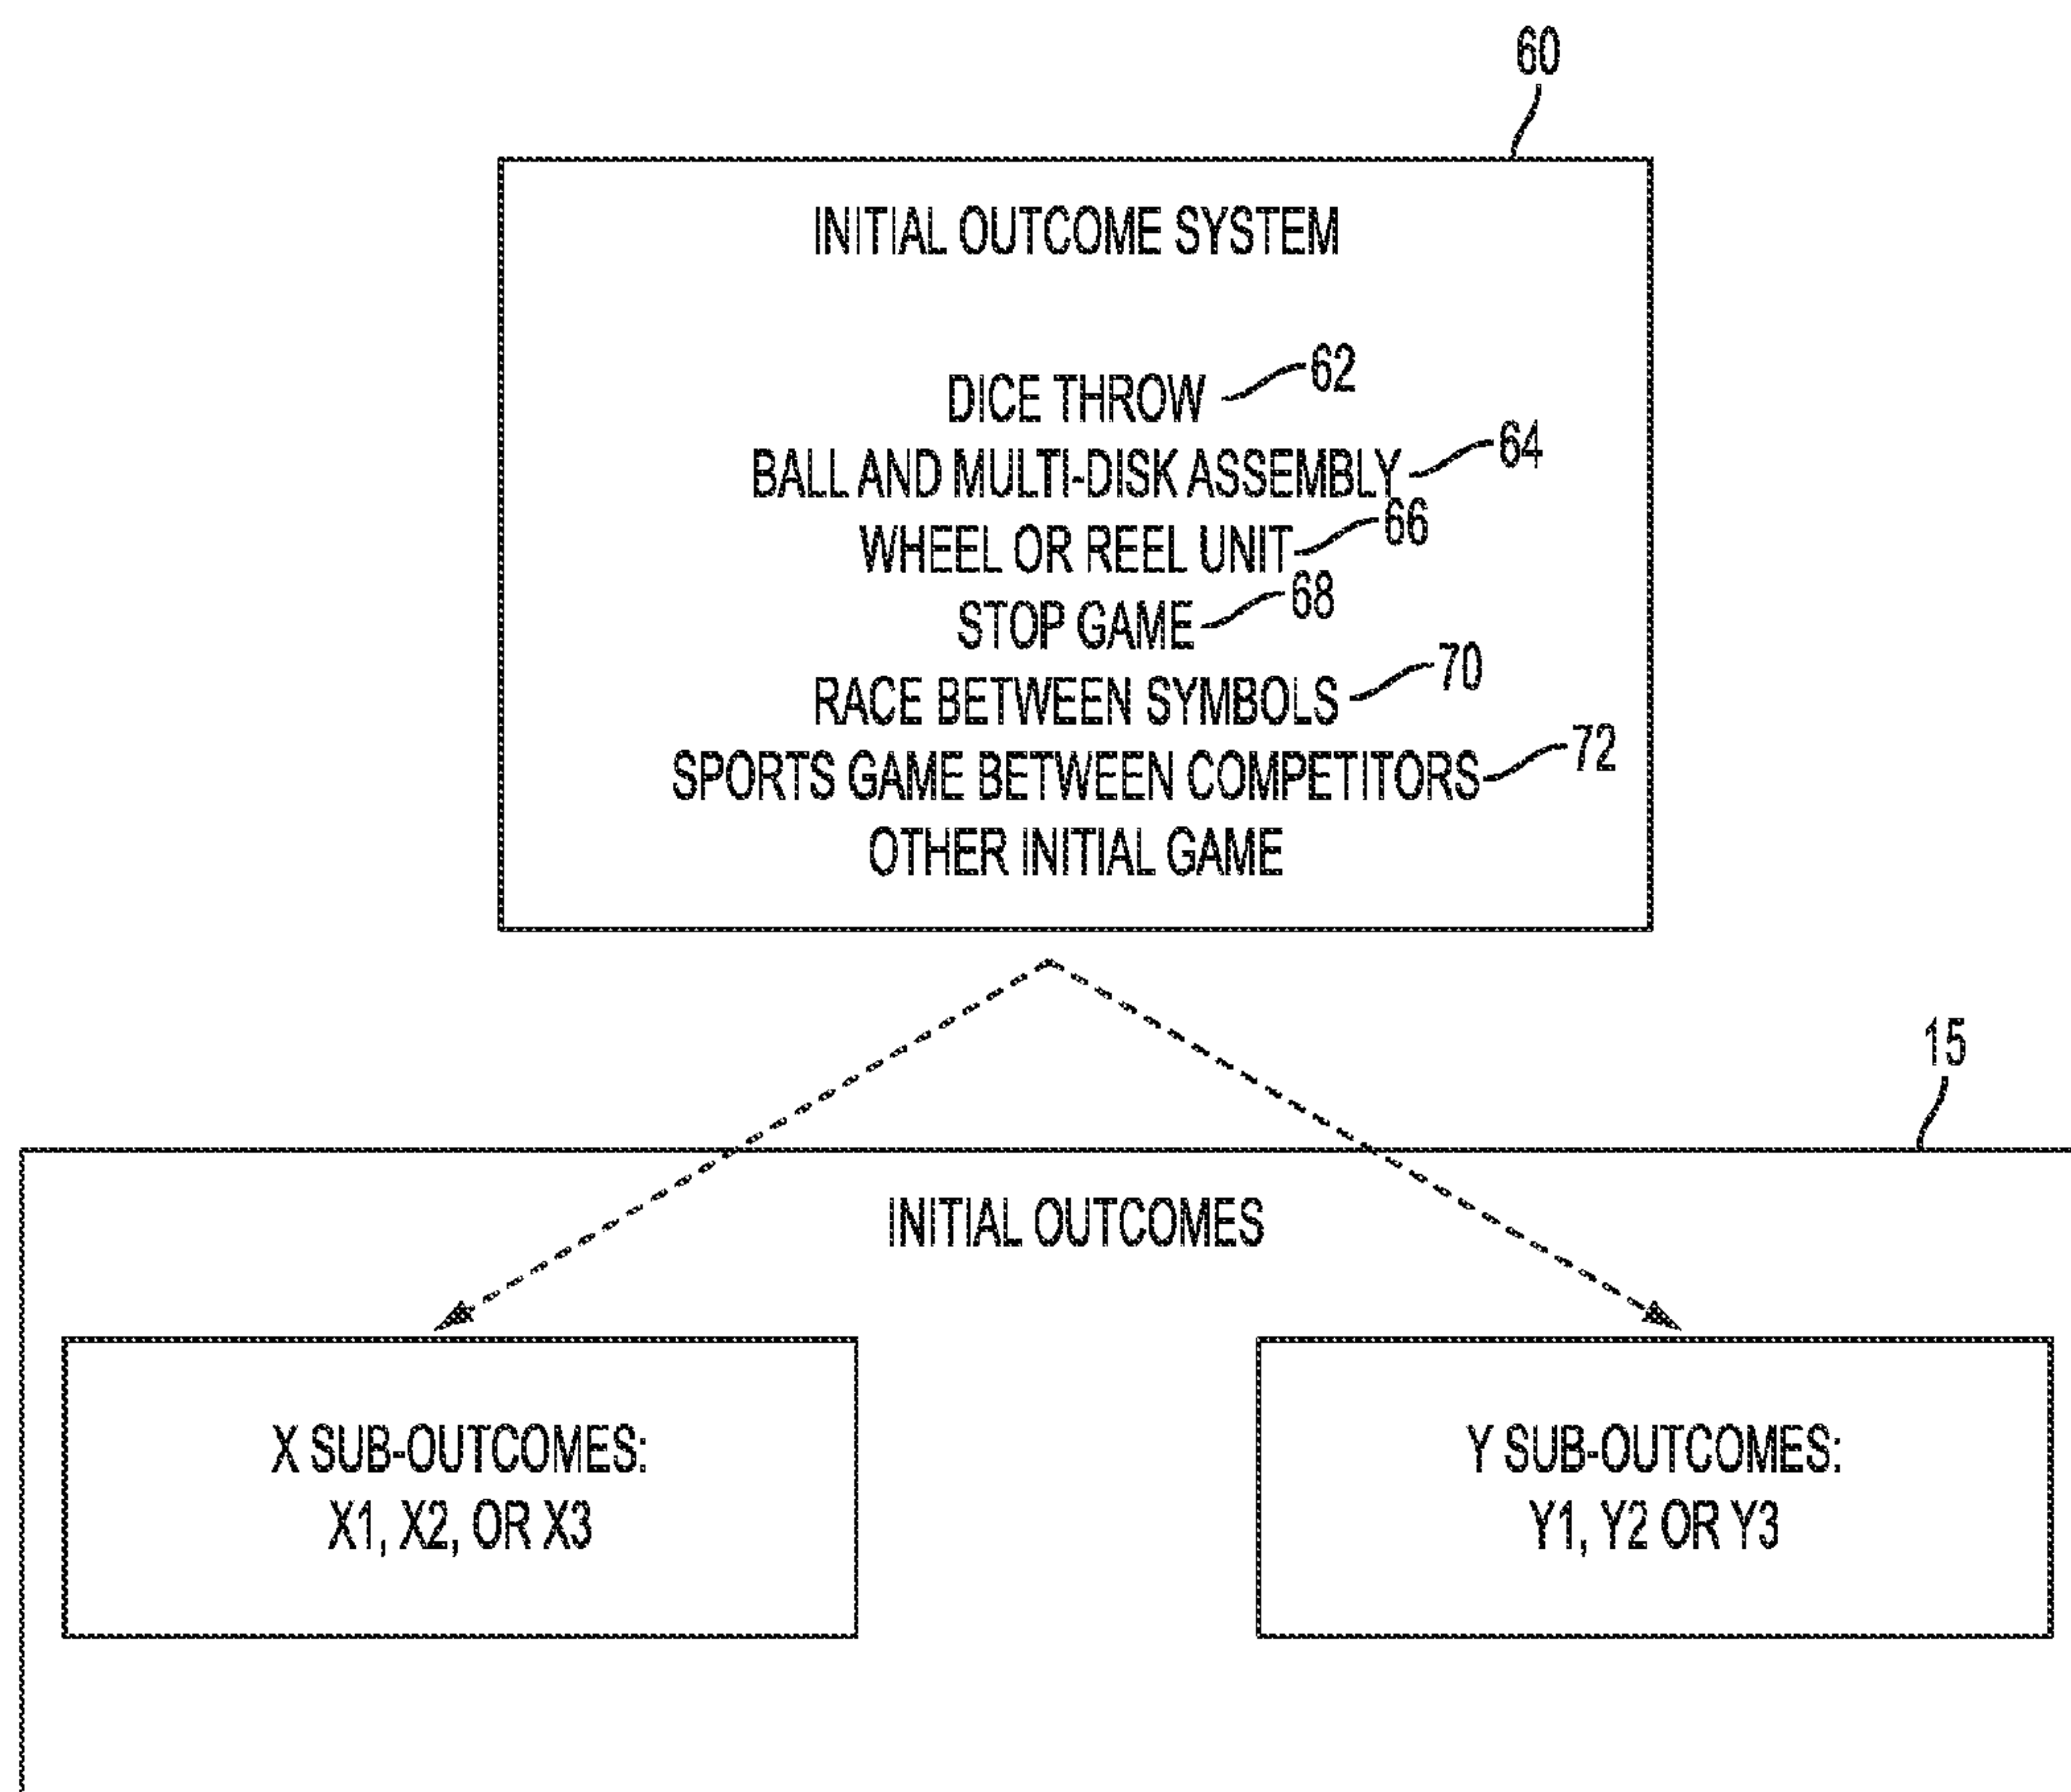 60
INITIAL OUTCOME SYSTEM
DICE THROW 62
BALL AND MULTI-DISK ASSEMBLY 64
WHEEL OR REEL UNIT 66
STOP GAME 68
RACE BETWEEN SYMBOLS 70
SPORTS GAME BETWEEN COMPETITORS 72
OTHER INITIAL GAME
15
INITIAL OUTCOMES
X SUB-OUTCOMES:
X1, X2, OR X3
Y SUB-OUTCOMES:
Y1, Y2 OR Y3